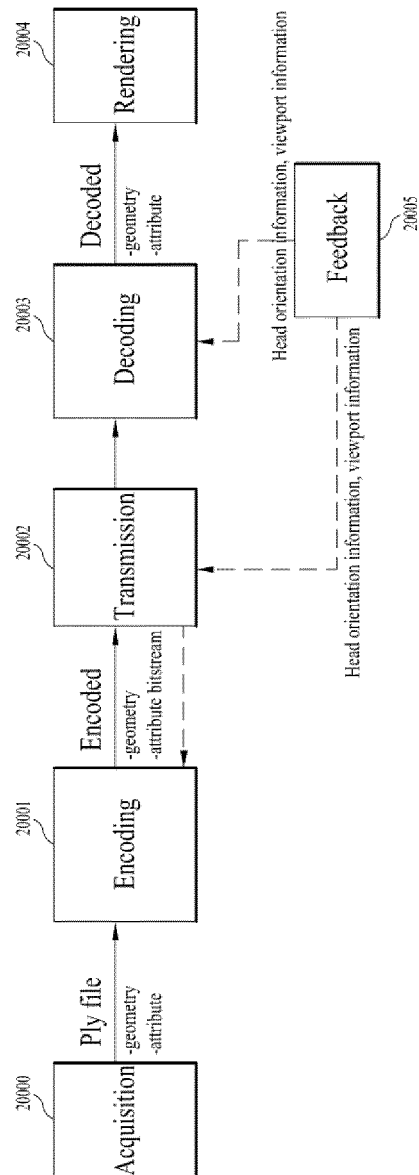 20000
Acquisition
Ply file
-geometry
-attribute
20001
Encoding
Encoded
-geometry
-attribute bitstream
20002
Transmission
20003
Decoding
Decoded
-geometry
-attribute
20004
Rendering
Head orientation information, viewport information
Feedback
20005
Head orientation information, viewport information